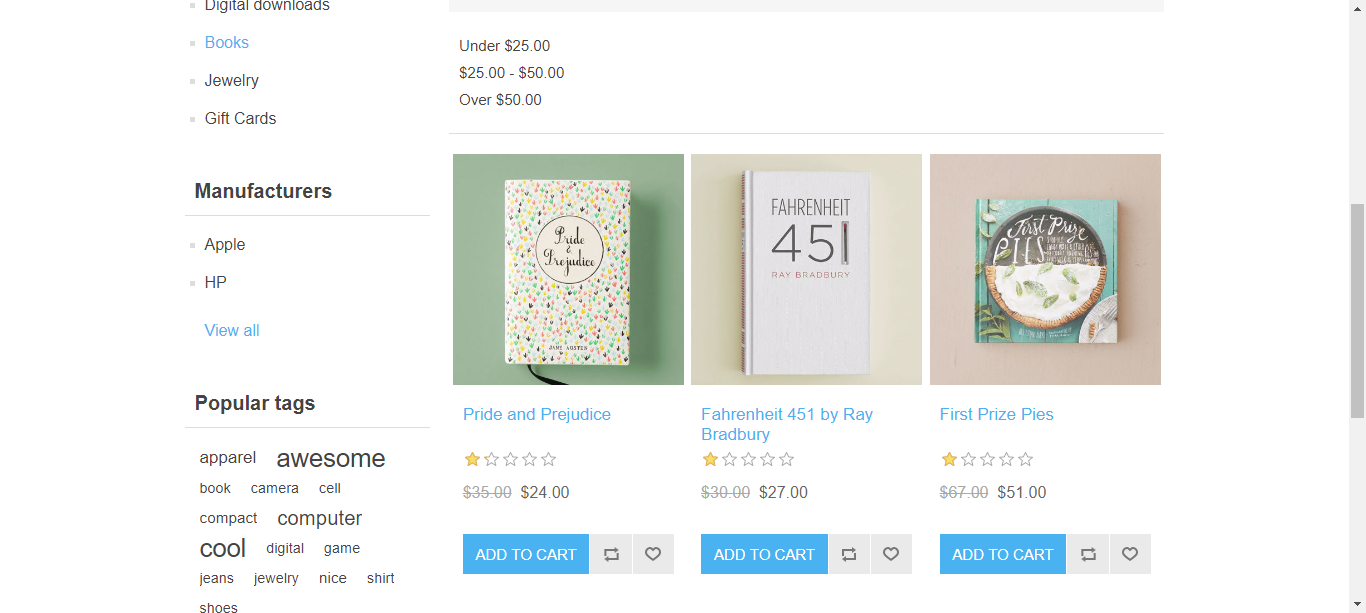 Digital downloads
Books
Jewelry
Gift Cards
Manufacturers
Apple
HP
View all
Popular tags
apparel awesome
book camera cell
compact computer
cool digital game
jeans jewelry nice shirt
shoes
Under $25.00
$25.00 - $50.00
Over $50.00
Pride
&
Prejudice
JANE AUSTEN
FAHRENHEIT
451
RAY BRADBURY
First Prize
PIES
Pride and Prejudice
$35.00 $24.00
ADD TO CART
Fahrenheit 451 by Ray
Bradbury
$30.00 $27.00
ADD TO CART
First Prize Pies
$67.00 $51.00
ADD TO CART